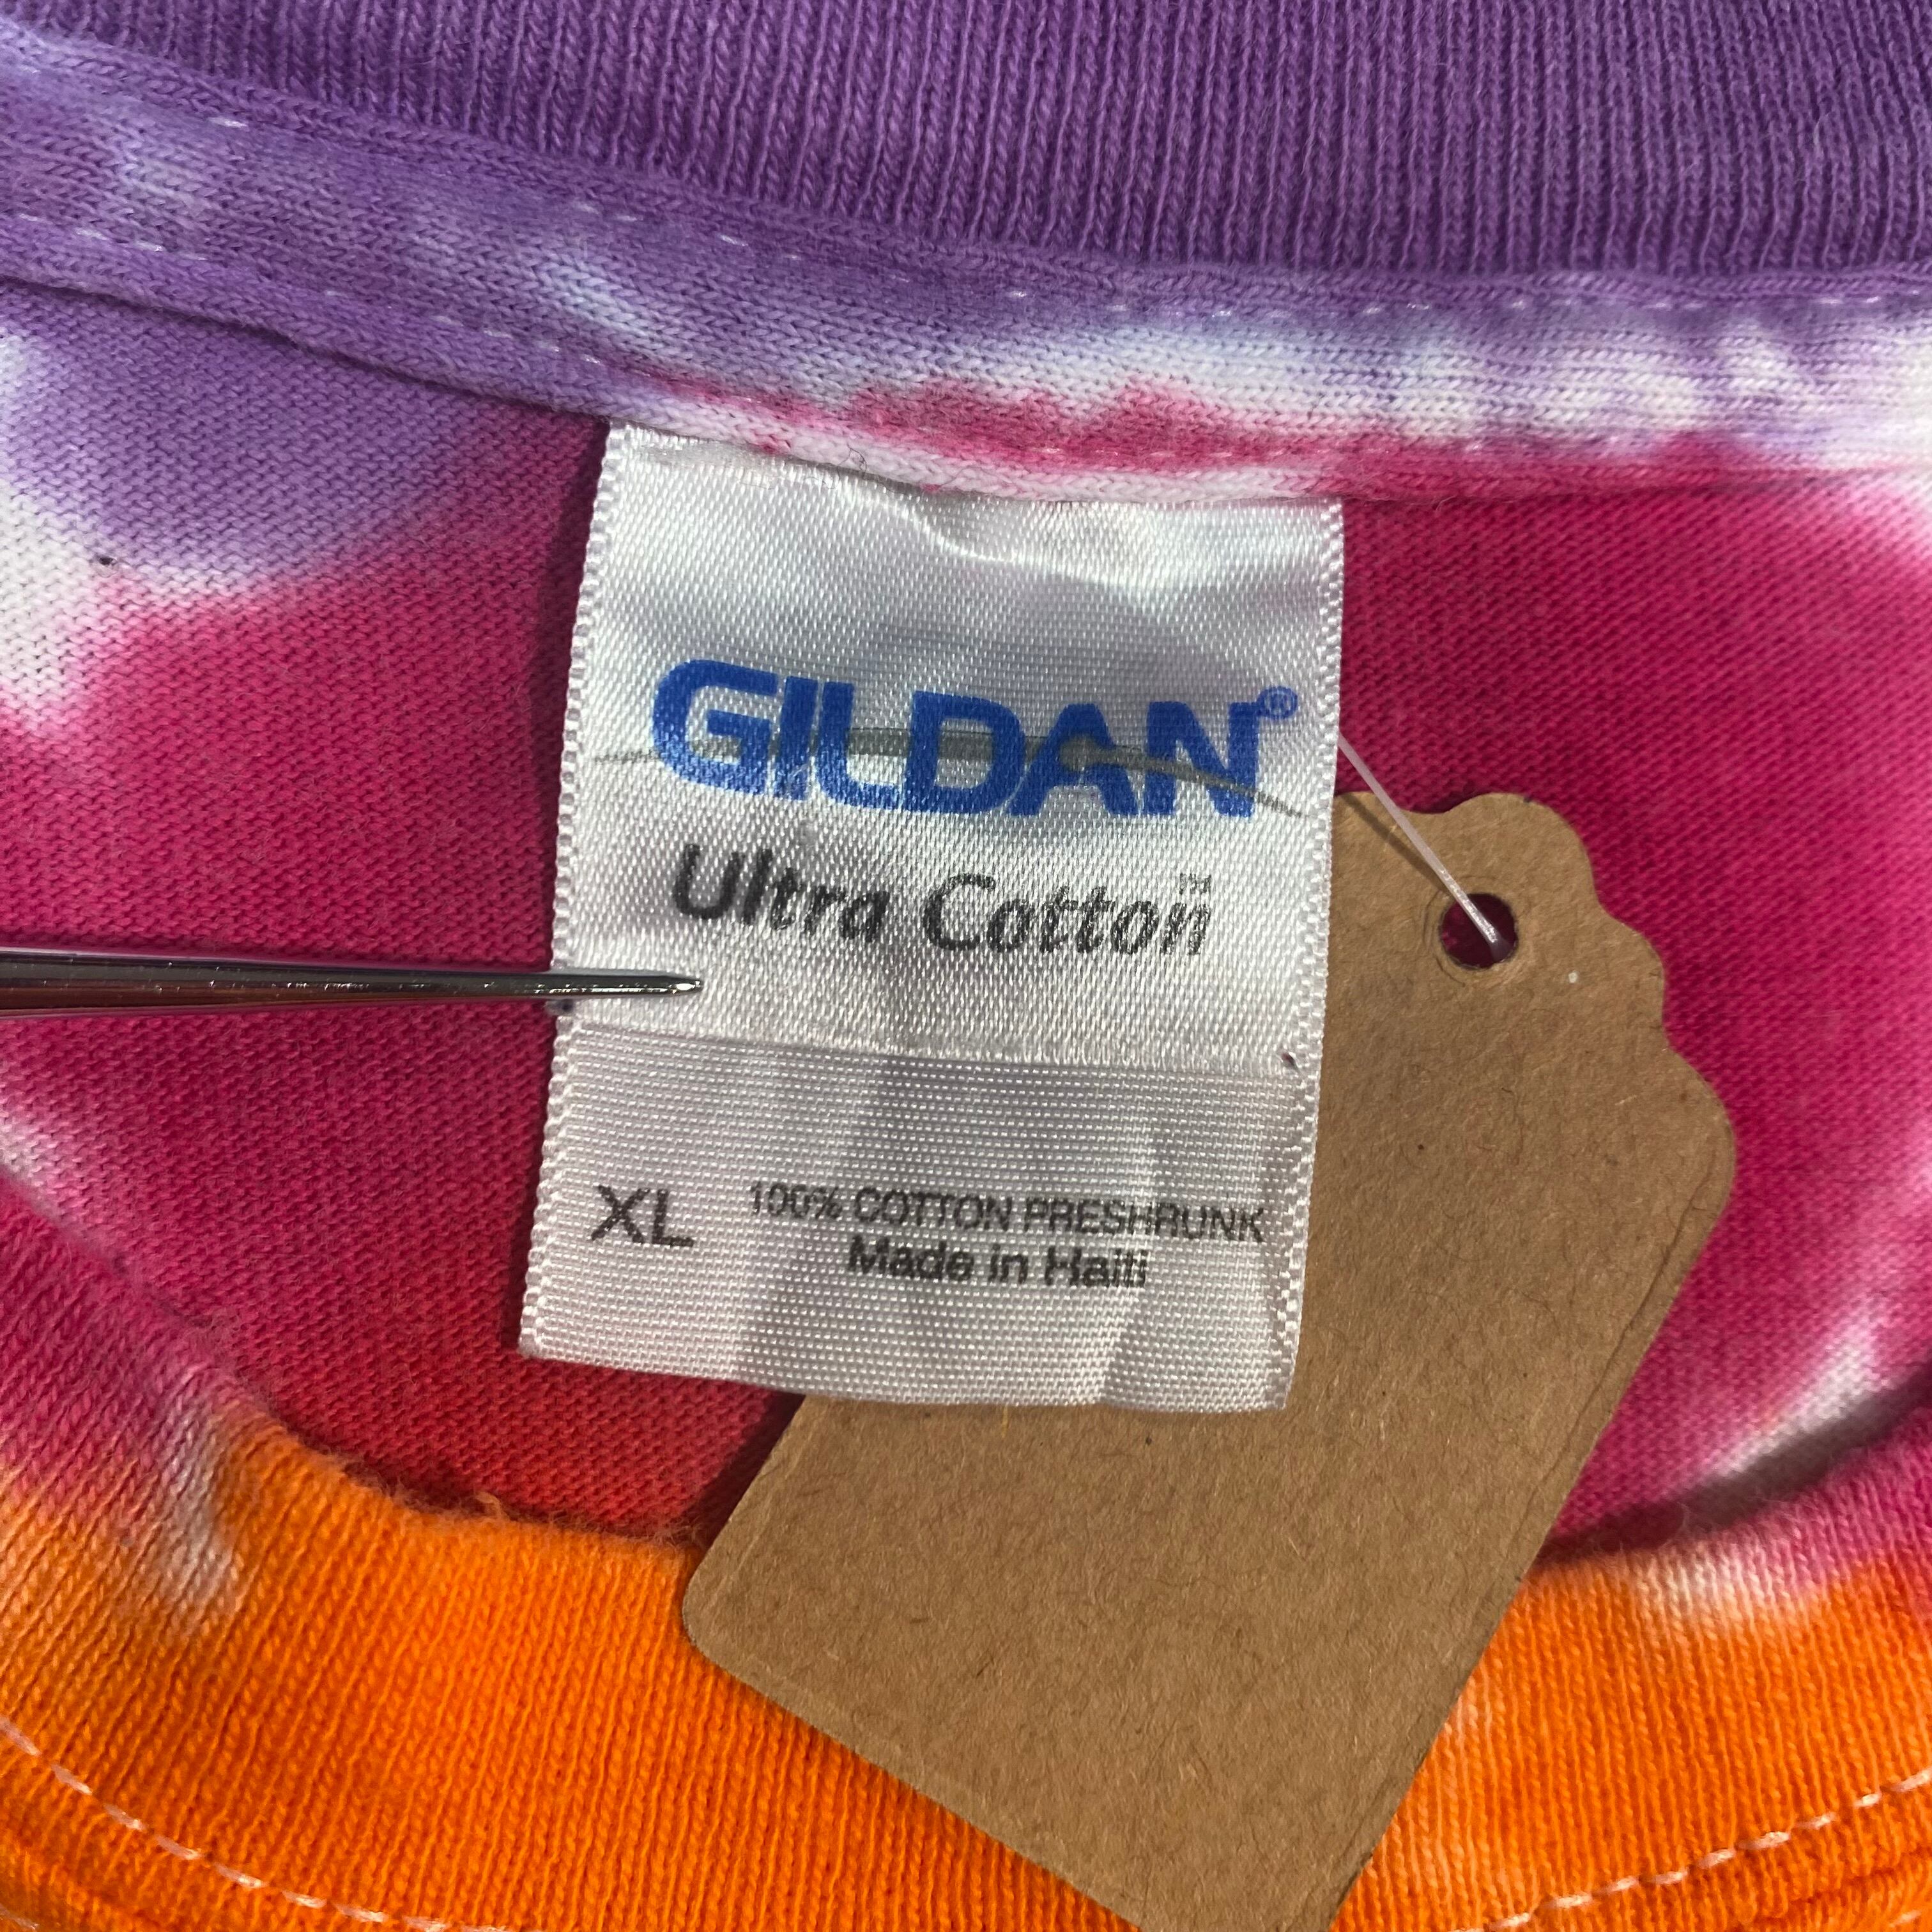 GILDAN®
Ultra Cotton™
XL 100% COTTON PRESHRUNK
Made in Haiti